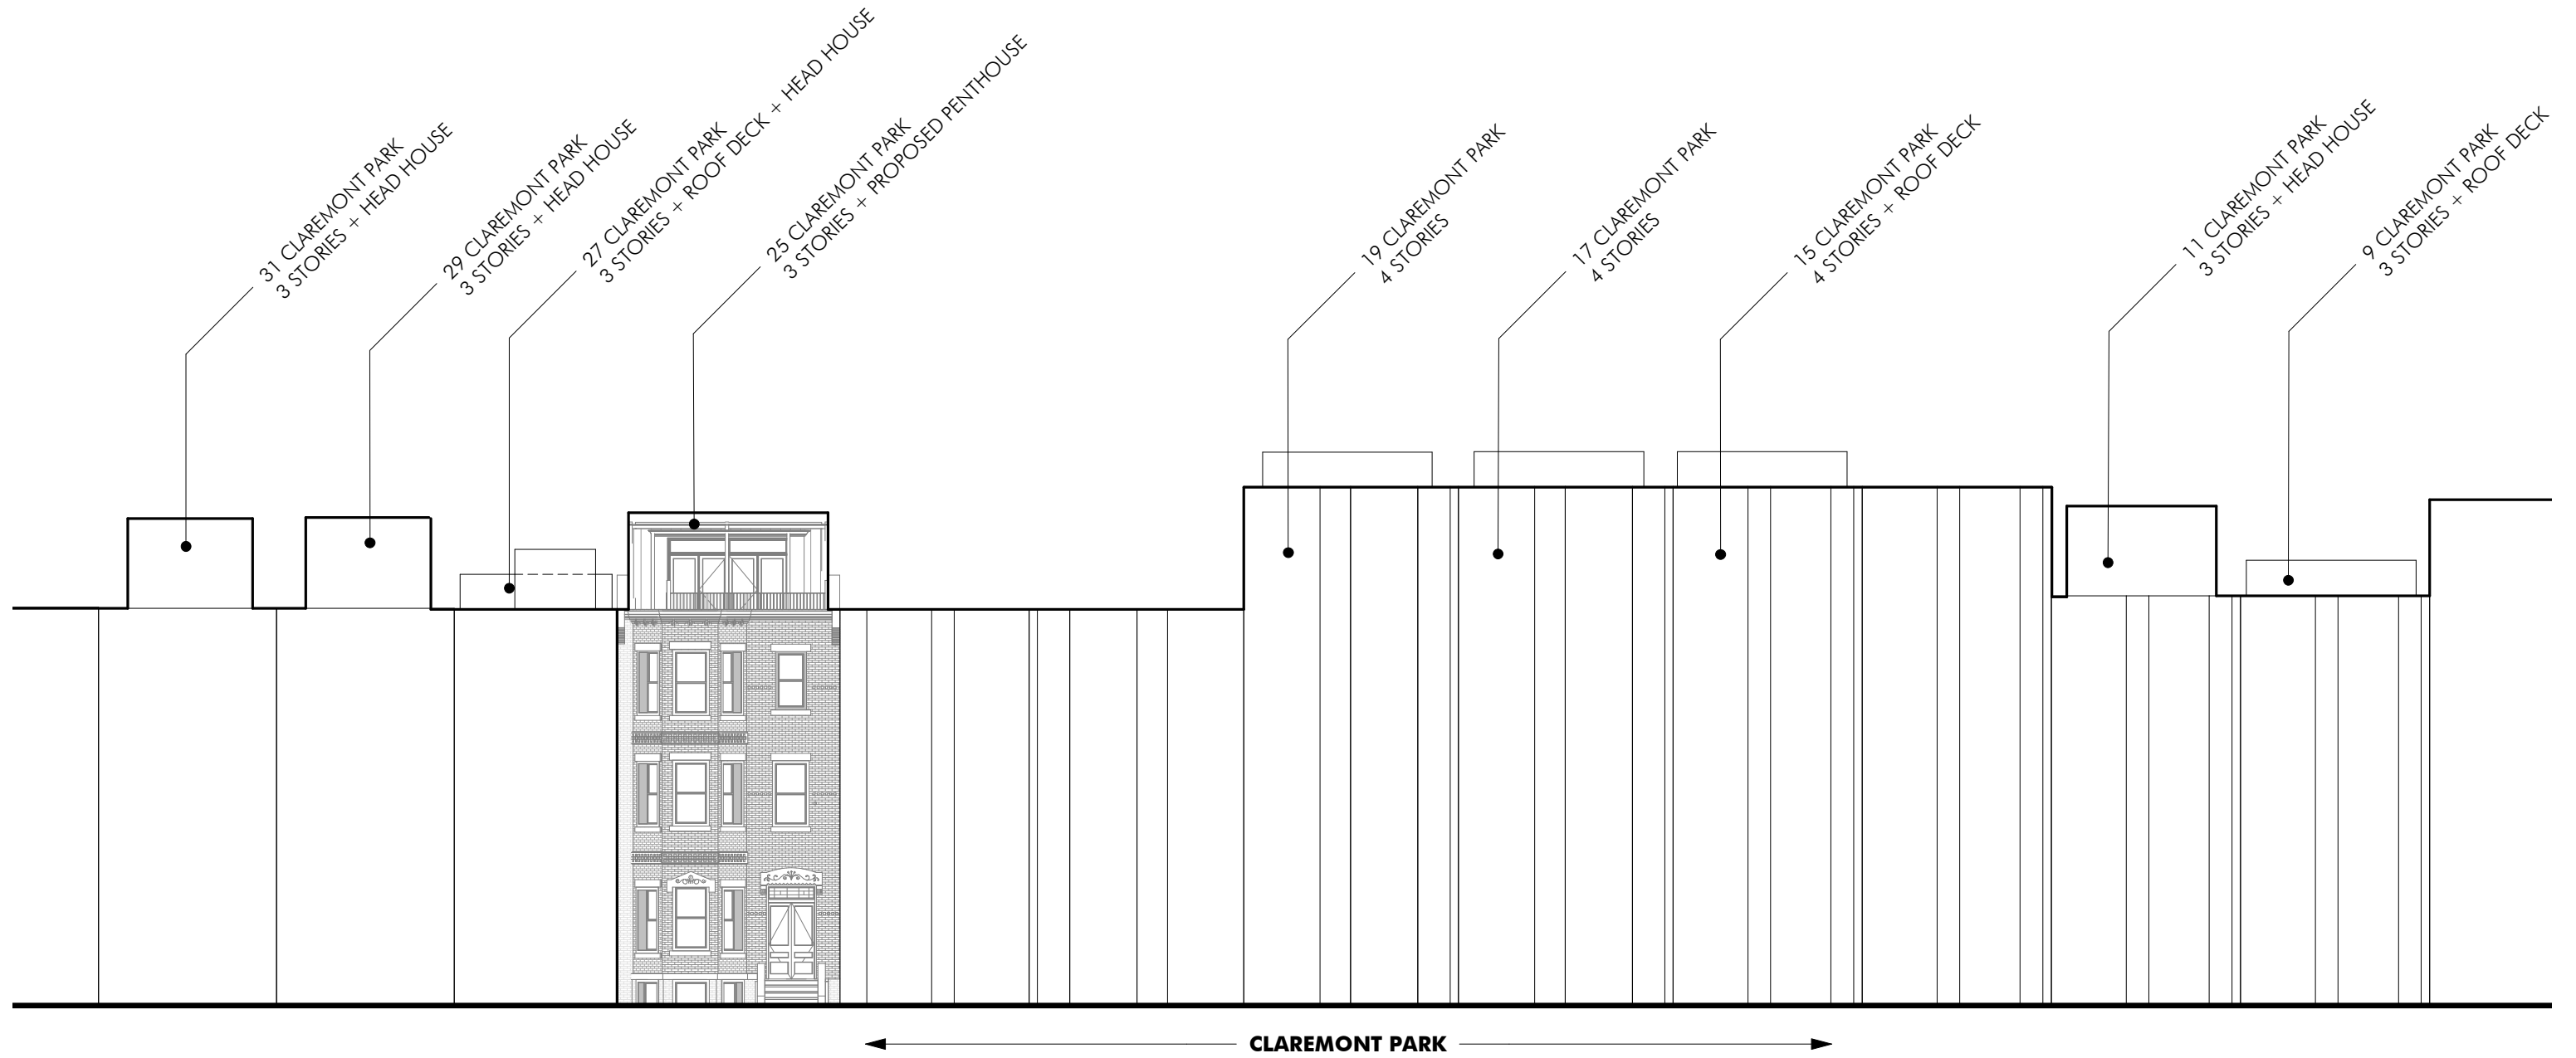 31 CLAREMONT PARK
3 STORIES + HEAD HOUSE
29 CLAREMONT PARK
3 STORIES + HEAD HOUSE
27 CLAREMONT PARK
3 STORIES + ROOF DECK + HEAD HOUSE
25 CLAREMONT PARK
3 STORIES + PROPOSED PENTHOUSE
19 CLAREMONT PARK
4 STORIES
17 CLAREMONT PARK
4 STORIES
15 CLAREMONT PARK
4 STORIES + ROOF DECK
11 CLAREMONT PARK
3 STORIES + HEAD HOUSE
9 CLAREMONT PARK
3 STORIES + ROOF DECK
CLAREMONT PARK